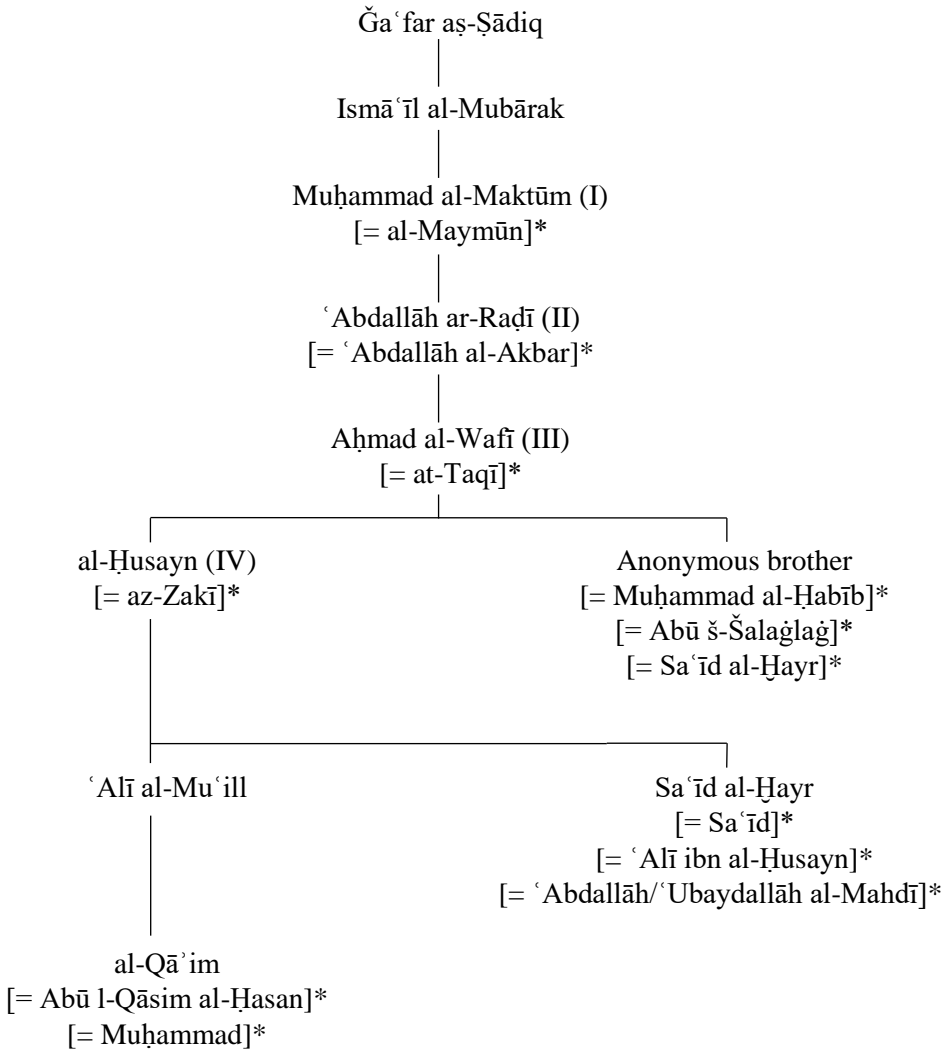 Ǧaʿfar aṣ-Ṣādiq
Ismāʿīl al-Mubārak
Muḥammad al-Maktūm (I)
[= al-Maymūn]*
ʿAbdallāh ar-Raḍī (II)
[= ʿAbdallāh al-Akbar]*
Aḥmad al-Wafī (III)
[= at-Taqī]*
al-Ḥusayn (IV)
[= az-Zakī]*
Anonymous brother
[= Muḥammad al-Ḥabīb]*
[= Abū š-Šalaġlaġ]*
[= Saʿīd al-Ḫayr]*
ʿAlī al-Muʿill
Saʿīd al-Ḫayr
[= Saʿīd]*
[= ʿAlī ibn al-Ḥusayn]*
[= ʿAbdallāh/ʿUbaydallāh al-Mahdī]*
al-Qāʾim
[= Abū l-Qāsim al-Ḥasan]*
[= Muḥammad]*